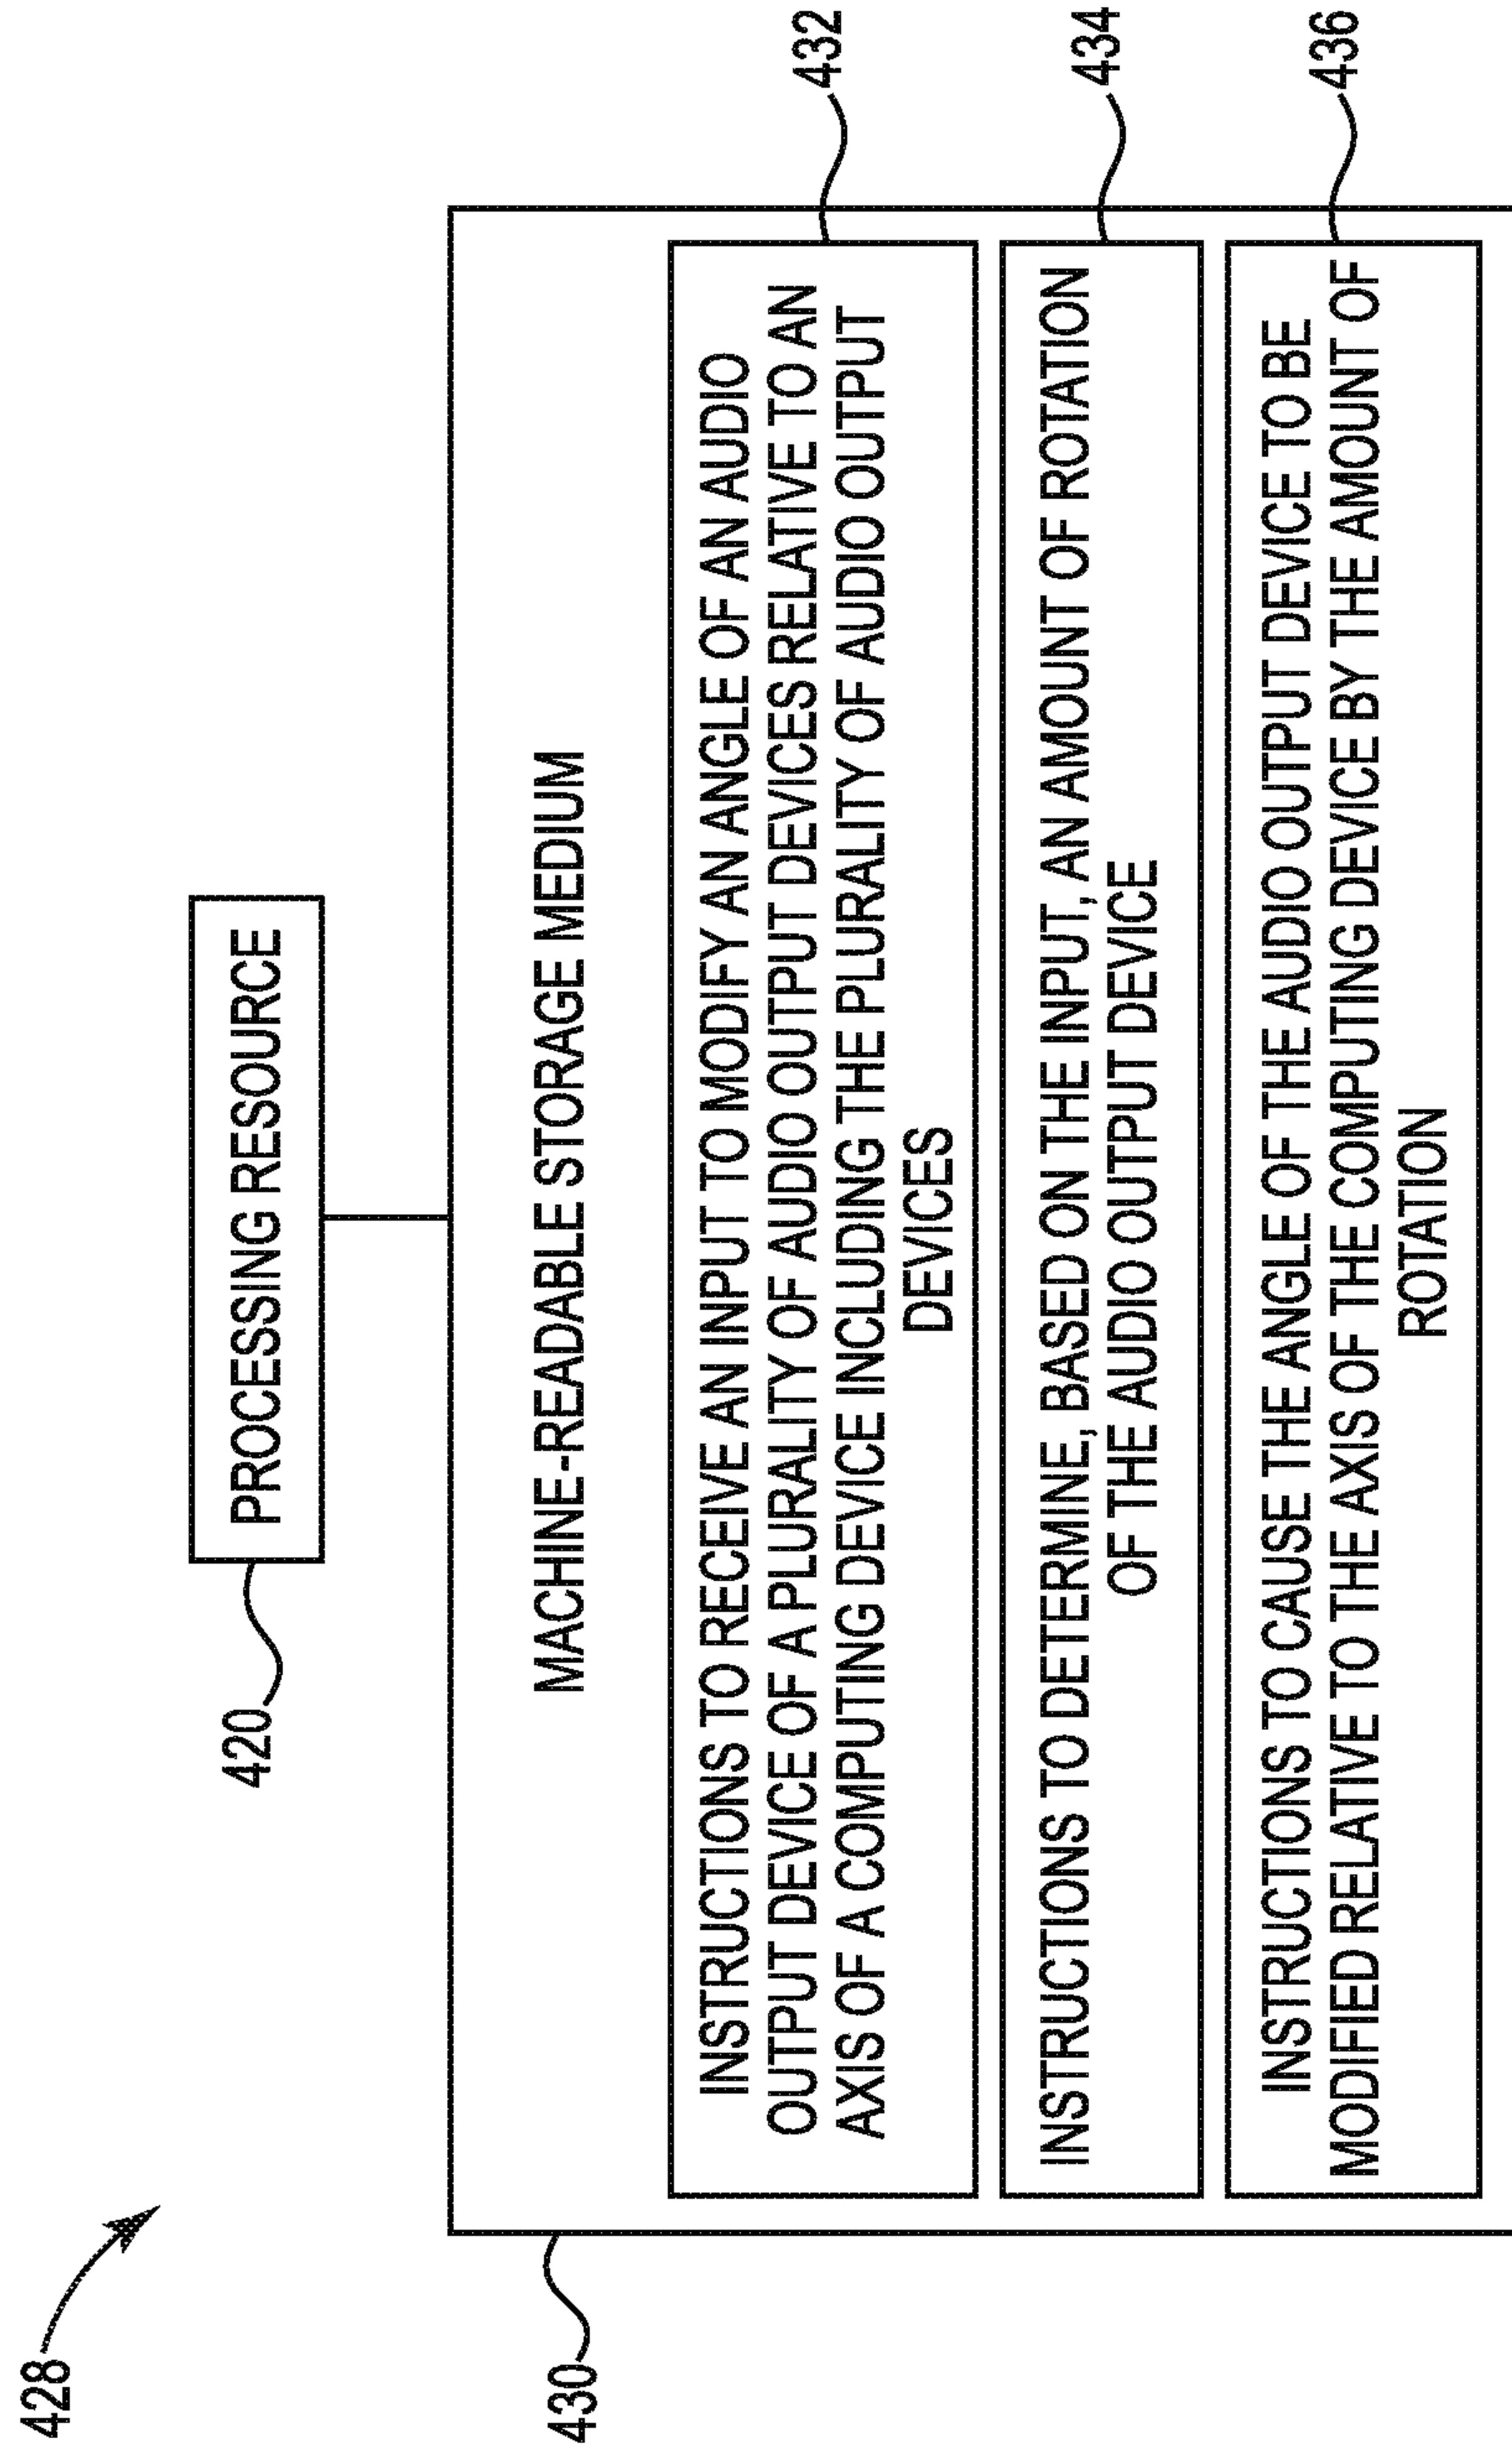 428
420
PROCESSING RESOURCE
430
MACHINE-READABLE STORAGE MEDIUM
INSTRUCTIONS TO RECEIVE AN INPUT TO MODIFY AN ANGLE OF AN AUDIO
OUTPUT DEVICE OF A PLURALITY OF AUDIO OUTPUT DEVICES RELATIVE TO AN
AXIS OF A COMPUTING DEVICE INCLUDING THE PLURALITY OF AUDIO OUTPUT
DEVICES
432
INSTRUCTIONS TO DETERMINE, BASED ON THE INPUT, AN AMOUNT OF ROTATION
OF THE AUDIO OUTPUT DEVICE
434
INSTRUCTIONS TO CAUSE THE ANGLE OF THE AUDIO OUTPUT DEVICE TO BE
MODIFIED RELATIVE TO THE AXIS OF THE COMPUTING DEVICE BY THE AMOUNT OF
ROTATION
436